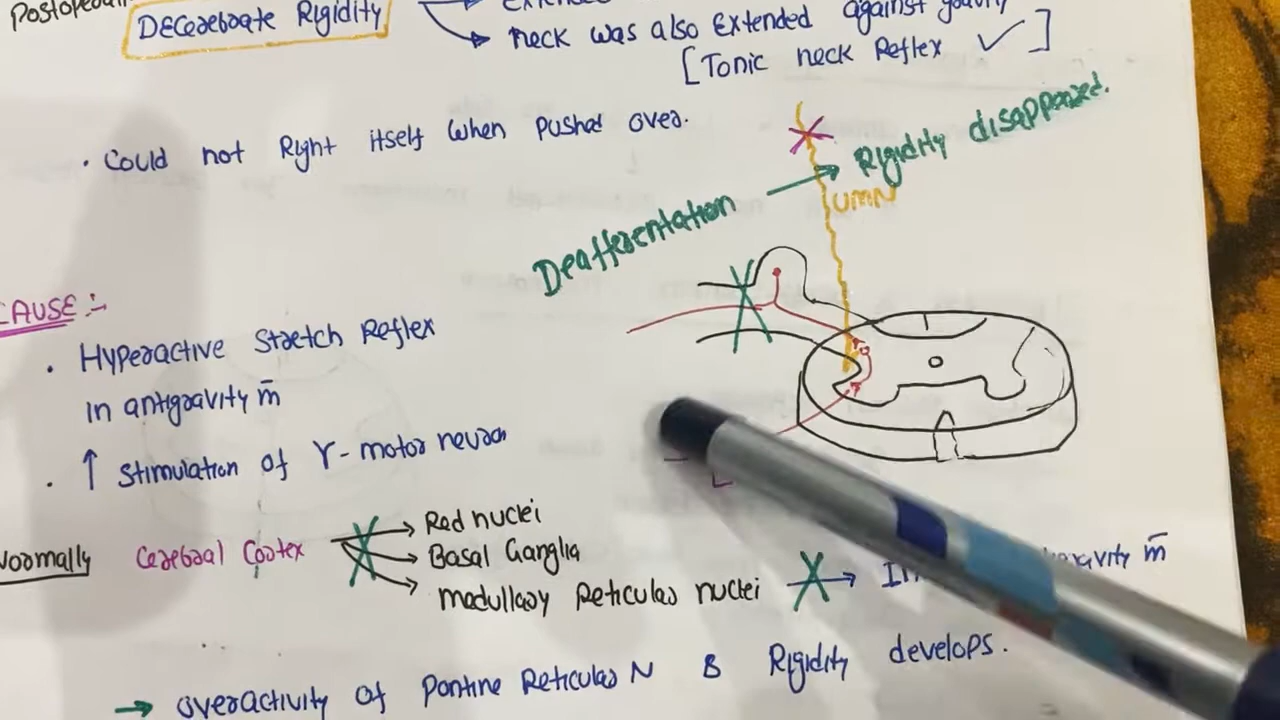 DECerebrate Rigidity
neck was also Extended against gravity
[Tonic neck Reflex ✓]
• Could not Right itself when pushed over.
Deafferentation → Rigidity disappeared.
UMN
CAUSE:-
• Hyperactive Stretch Reflex
in antigravity m̄
• ↑ Stimulation of γ-motor neuron
Normally Cerebral Cortex → Red nuclei
→ Basal Ganglia
→ medullary Reticular nuclei → m̄
→ overactivity of Pontine Reticular N & Rigidity develops.